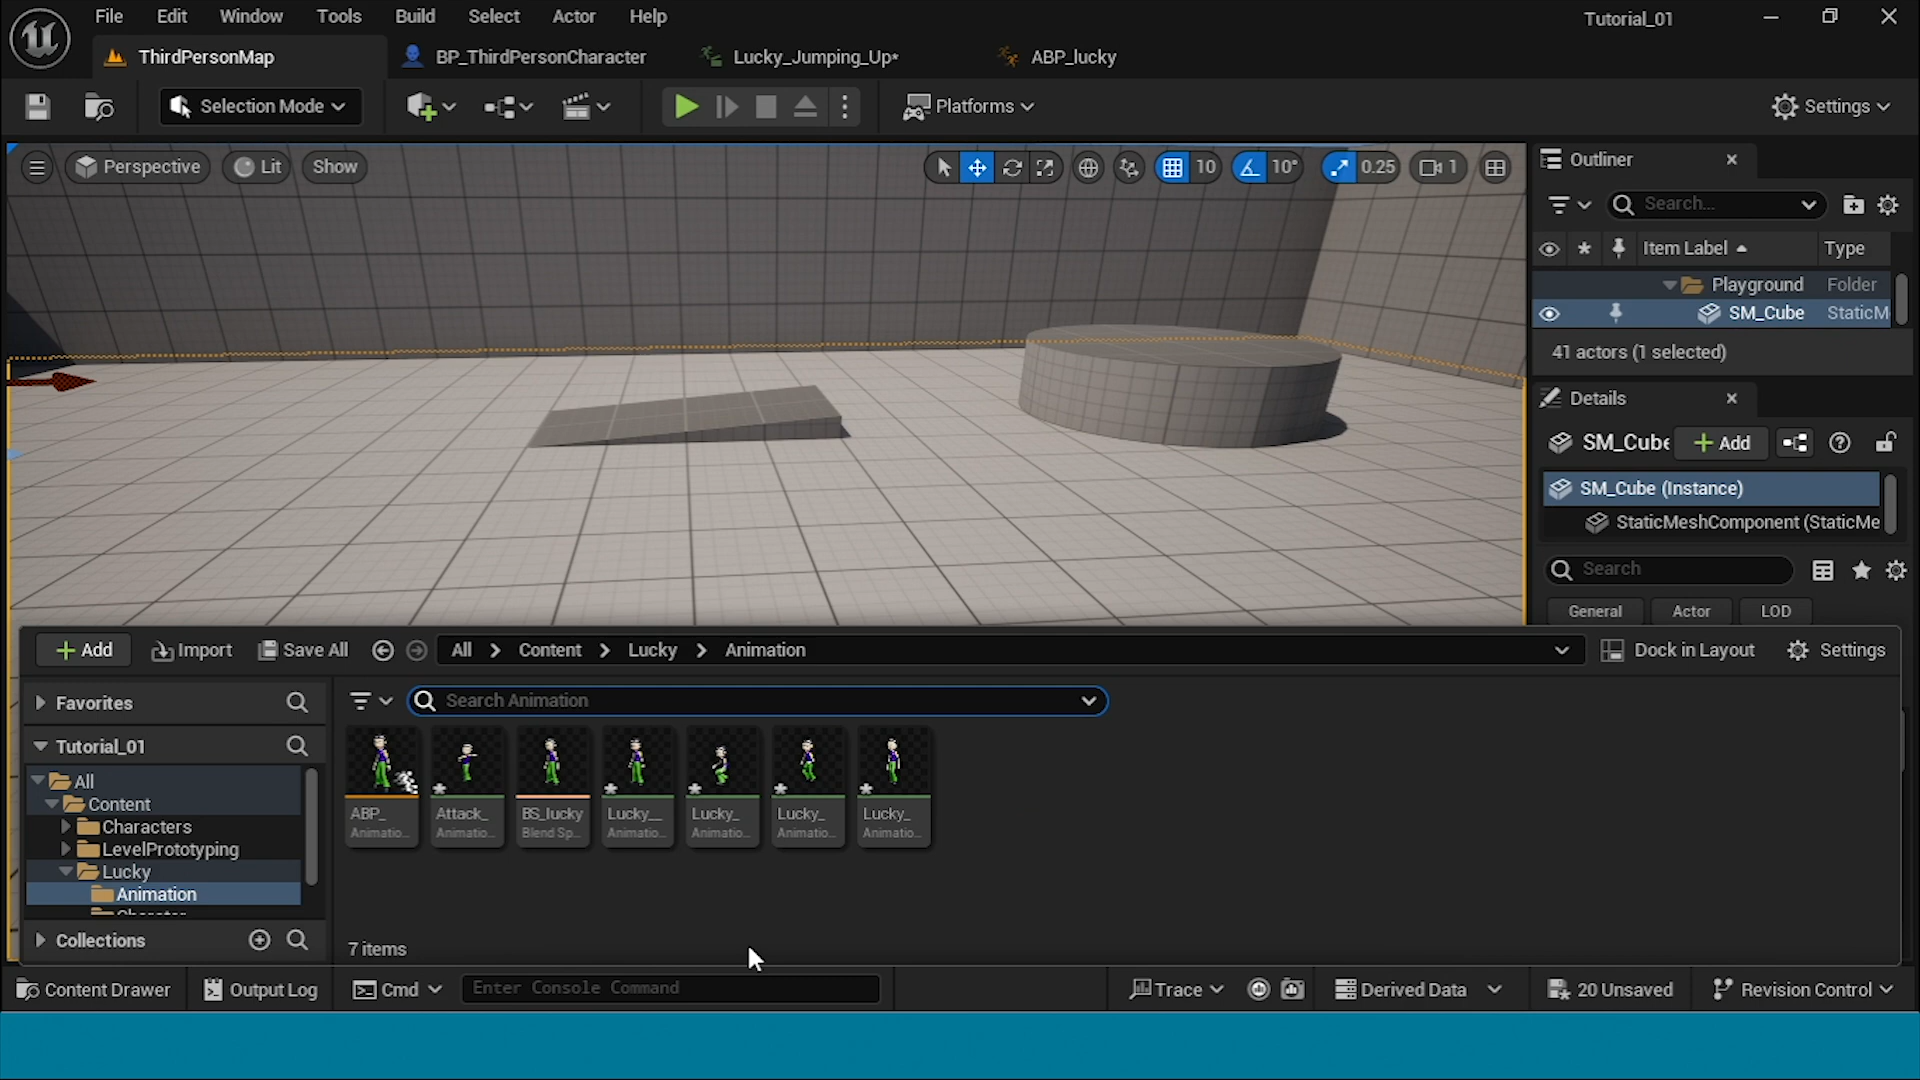 File Edit Window Tools Build Select Actor Help
Tutorial_01
ThirdPersonMap
BP_ThirdPersonCharacter
Lucky_Jumping_Up*
ABP_lucky
Selection Mode
Platforms
Settings
Perspective
Lit
Show
10
10°
0.25
1
Outliner
Search...
Item Label
Type
Playground
Folder
SM_Cube
StaticM
41 actors (1 selected)
Details
SM_Cube
Add
SM_Cube (Instance)
StaticMeshComponent (StaticMe
Search
General
Actor
LOD
Add
Import
Save All
All
Content
Lucky
Animation
Dock in Layout
Settings
Favorites
Search Animation
Tutorial_01
All
Content
Characters
LevelPrototyping
Lucky
Animation
Collections
ABP_
Animatio...
Attack_
Animatio...
BS_lucky
Blend Sp...
Lucky__
Animatio...
Lucky_
Animatio...
Lucky_
Animatio...
Lucky_
Animatio...
7 items
Content Drawer
Output Log
Cmd
Enter Console Command
Trace
Derived Data
20 Unsaved
Revision Control